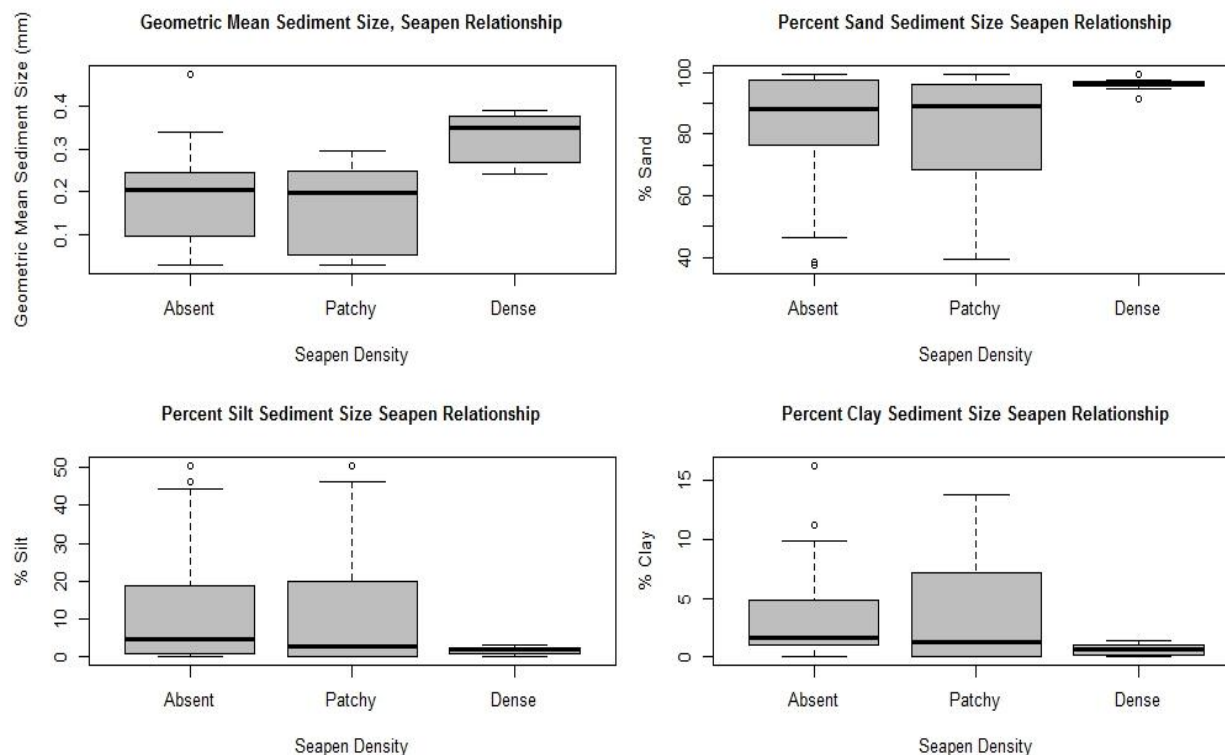 Geometric Mean Sediment Size, Seapen Relationship
Geometric Mean Sediment Size (mm)
0.4
0.3
0.2
0.1
Absent Patchy Dense
Seapen Density
Percent Sand Sediment Size Seapen Relationship
% Sand
100
80
60
40
Absent Patchy Dense
Seapen Density
Percent Silt Sediment Size Seapen Relationship
% Silt
50
40
30
20
10
0
Absent Patchy Dense
Seapen Density
Percent Clay Sediment Size Seapen Relationship
% Clay
15
10
5
0
Absent Patchy Dense
Seapen Density